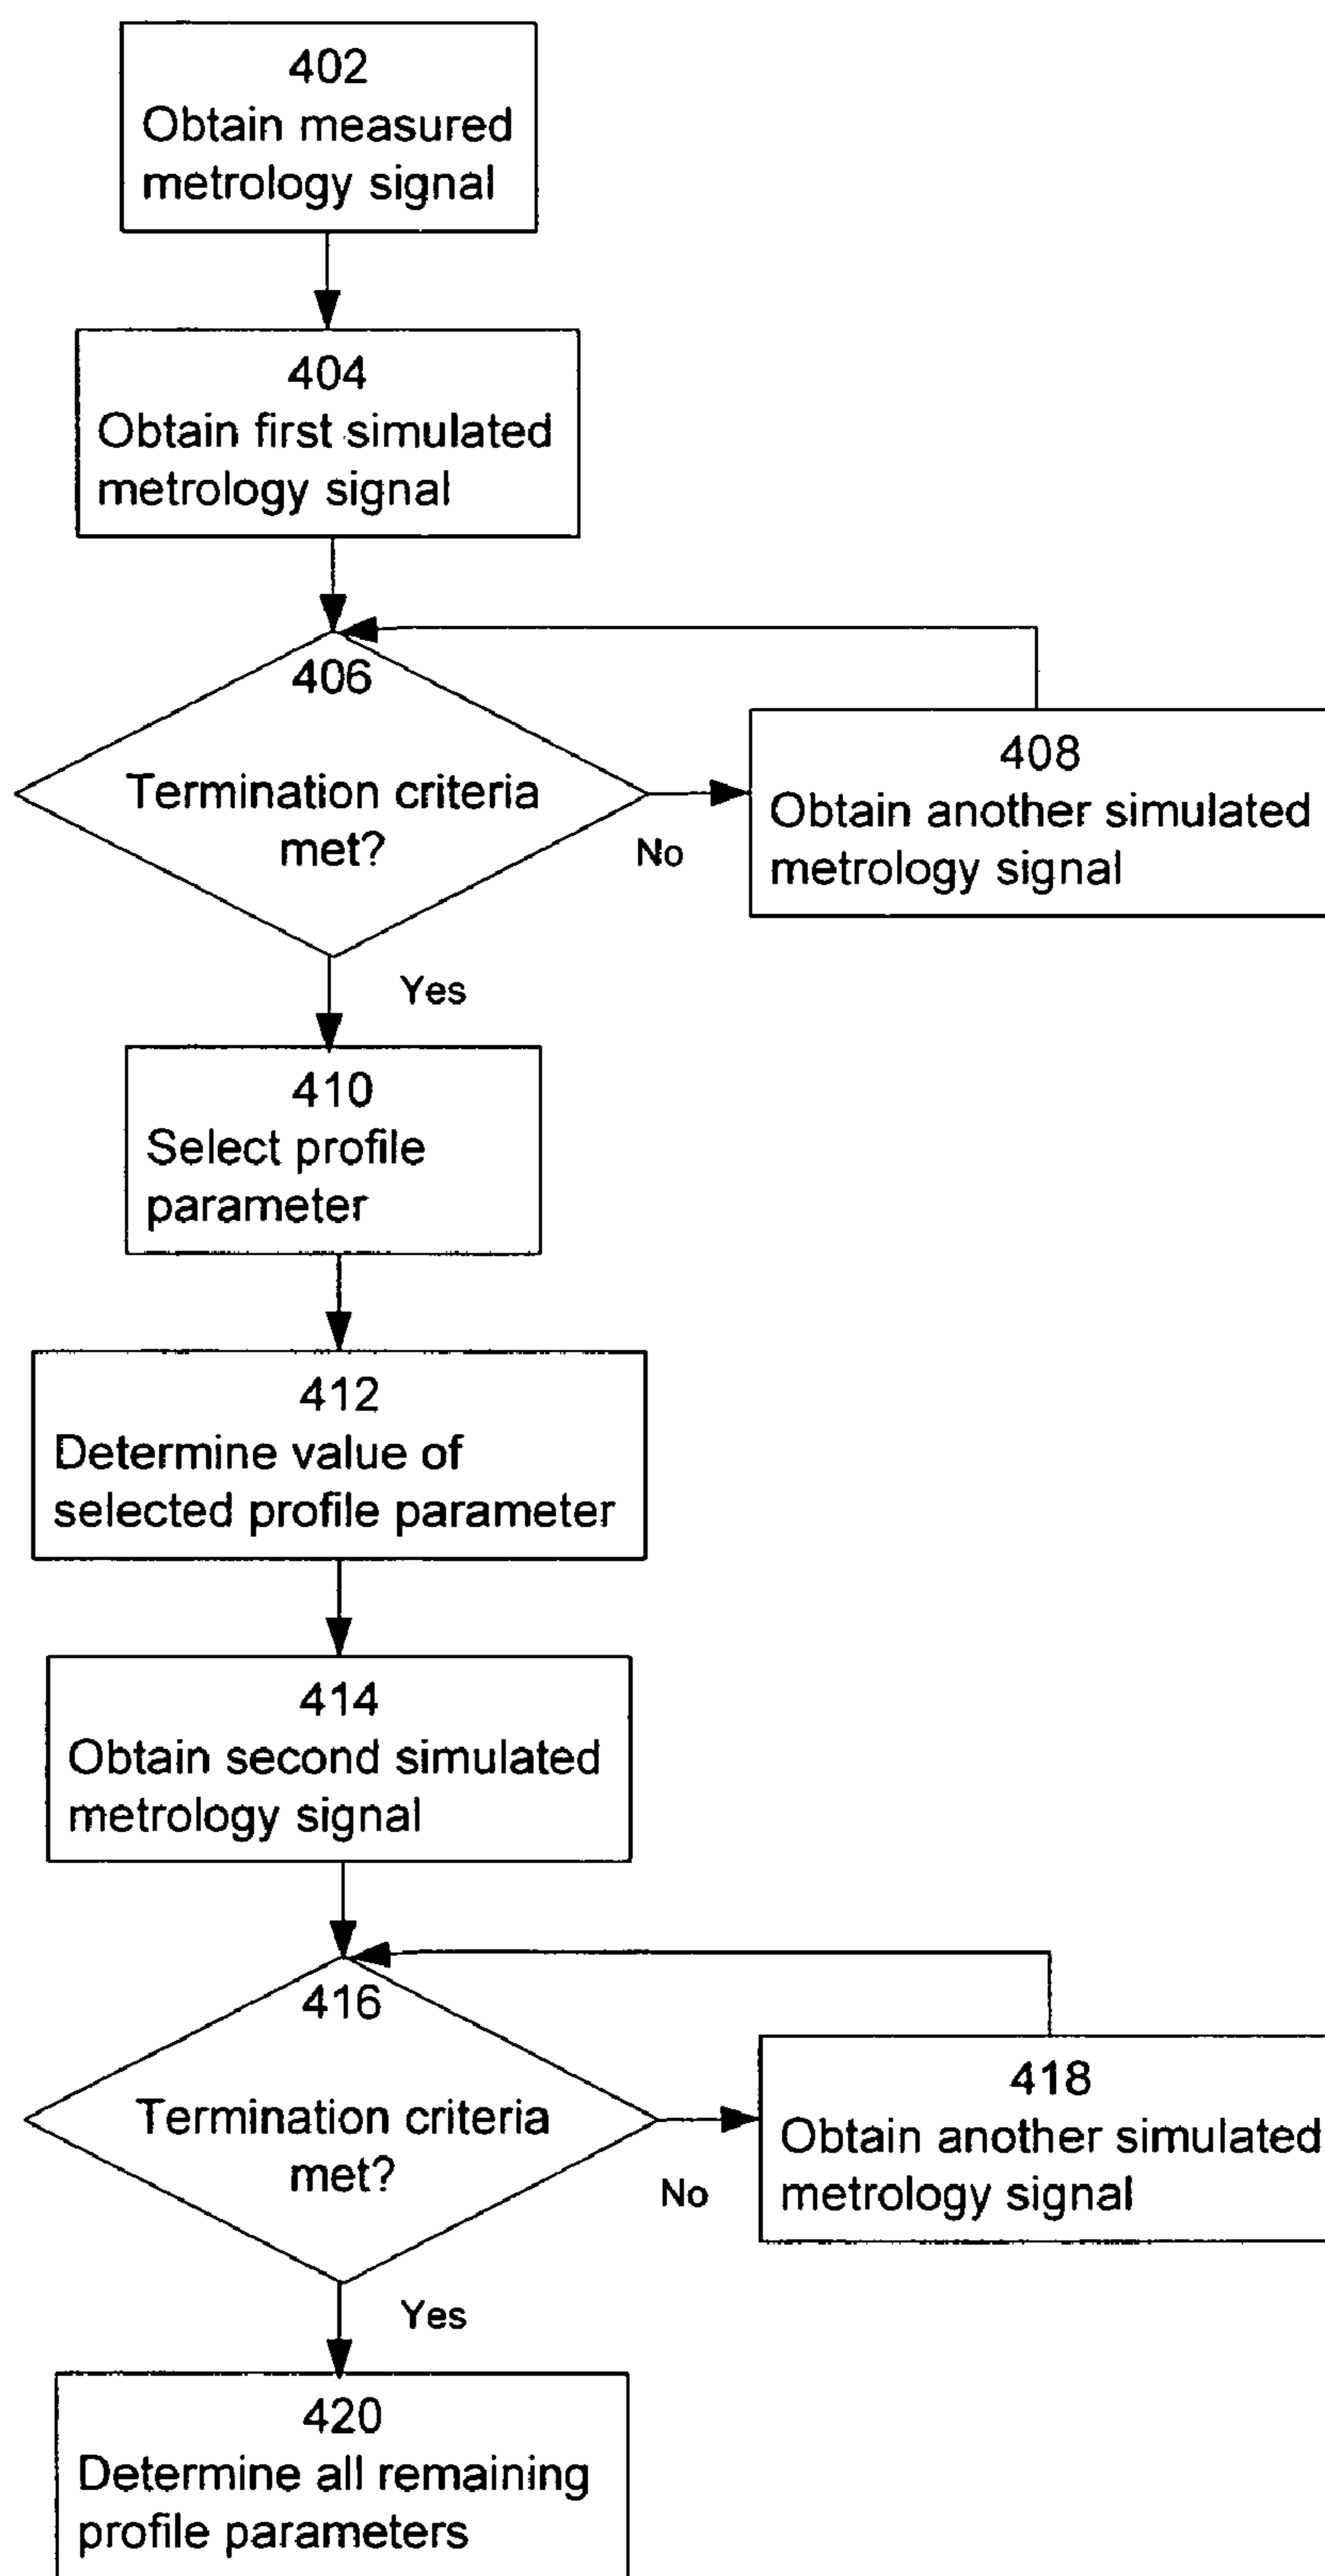 402
Obtain measured
metrology signal
404
Obtain first simulated
metrology signal
406
Termination criteria
met?
No
408
Obtain another simulated
metrology signal
Yes
410
Select profile
parameter
412
Determine value of
selected profile parameter
414
Obtain second simulated
metrology signal
416
Termination criteria
met?
No
418
Obtain another simulated
metrology signal
Yes
420
Determine all remaining
profile parameters